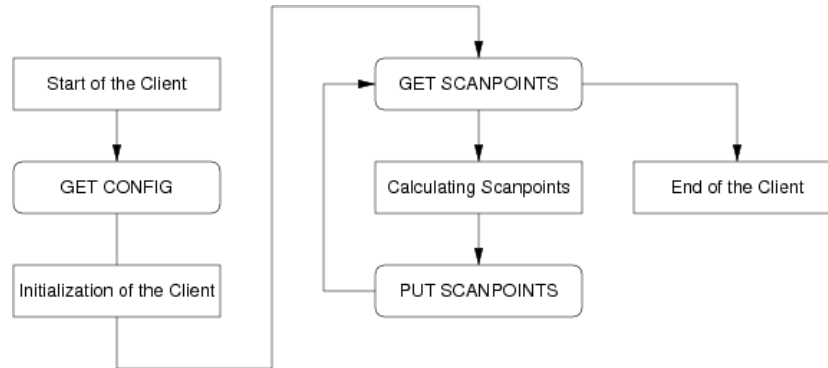 Start of the Client
GET CONFIG
Initialization of the Client
GET SCANPOINTS
Calculating Scanpoints
PUT SCANPOINTS
End of the Client